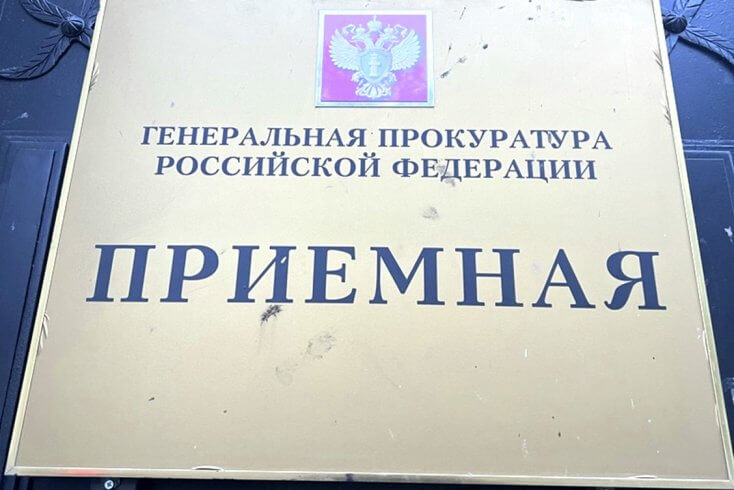 ГЕНЕРАЛЬНАЯ ПРОКУРАТУРА
РОССИЙСКОЙ ФЕДЕРАЦИИ
ПРИЕМНАЯ